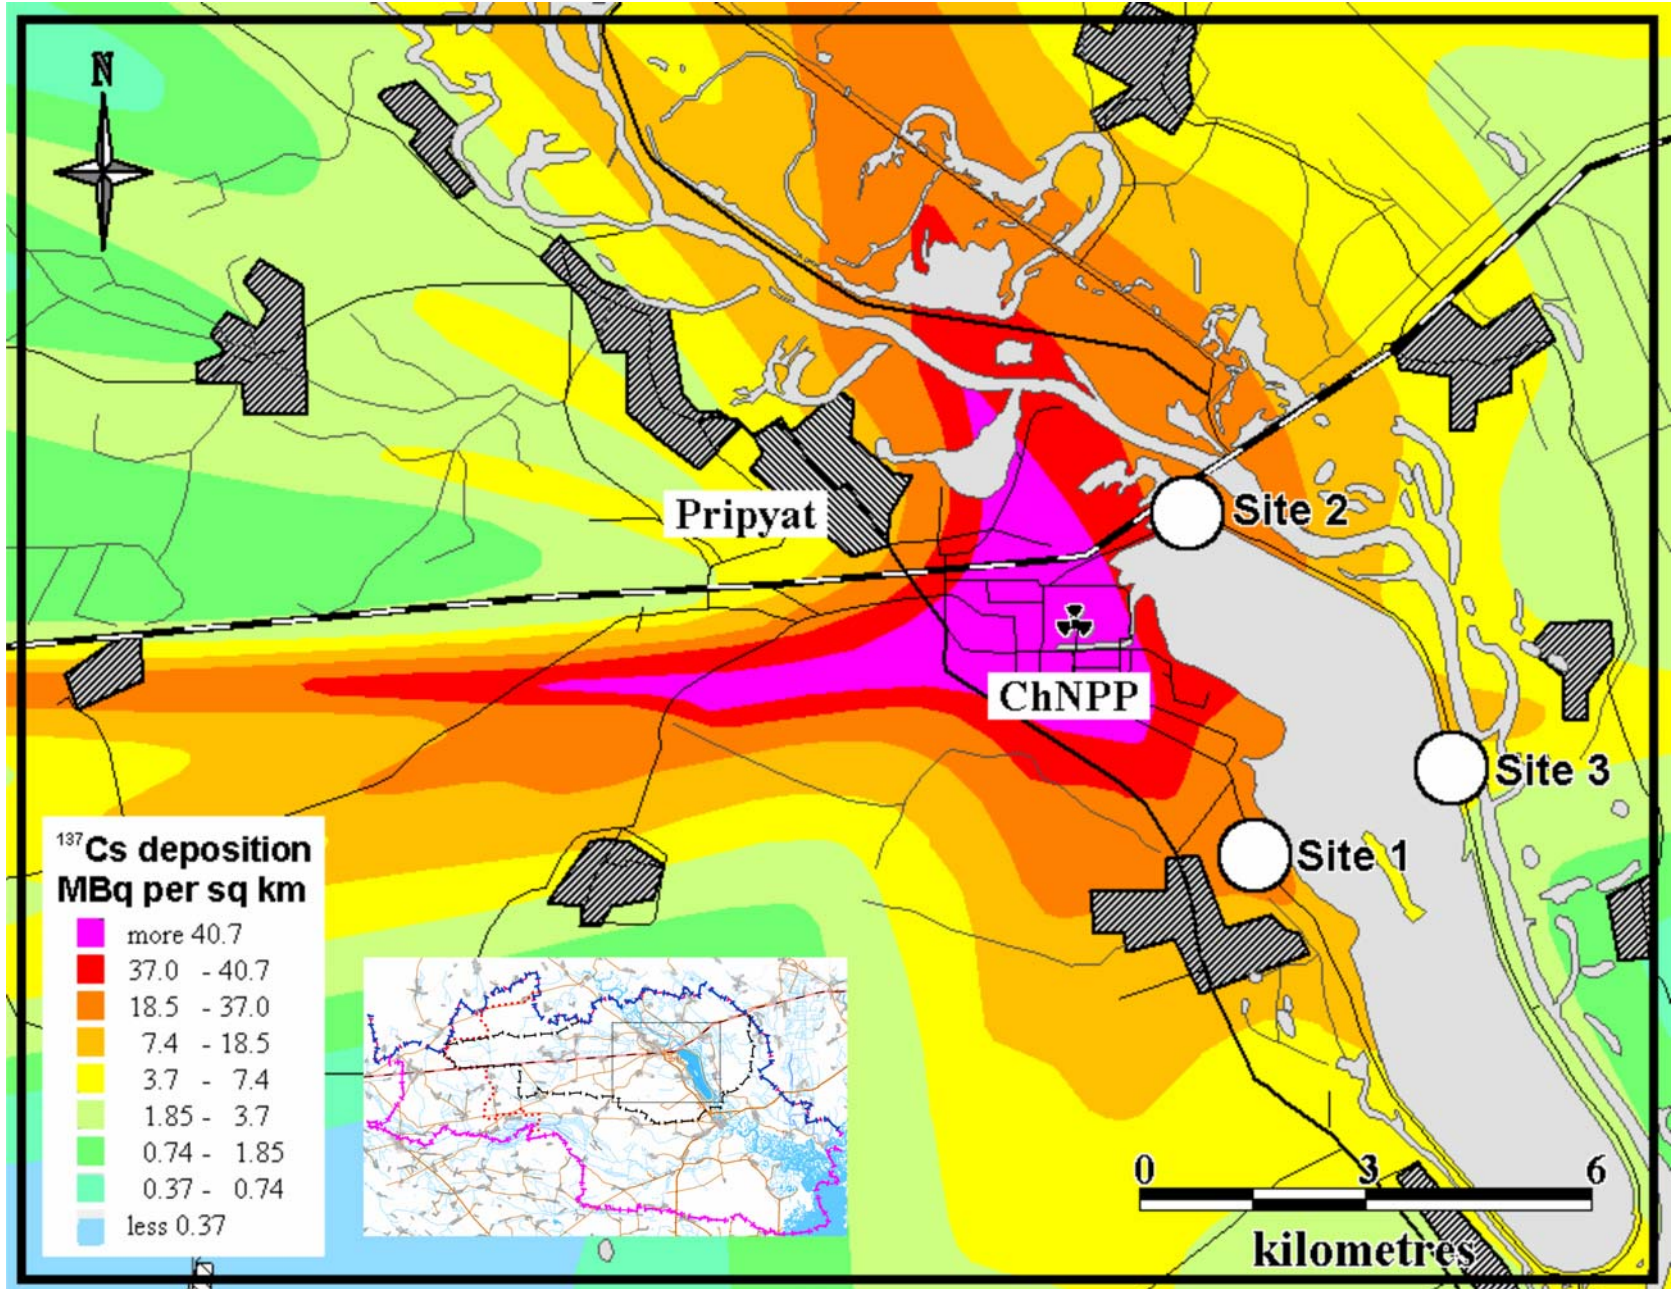 N
Pripyat
Site 2
ChNPP
Site 3
Site 1
¹³⁷Cs deposition
MBq per sq km
more 40.7
37.0 - 40.7
18.5 - 37.0
7.4 - 18.5
3.7 - 7.4
1.85 - 3.7
0.74 - 1.85
0.37 - 0.74
less 0.37
0 3 6
kilometres